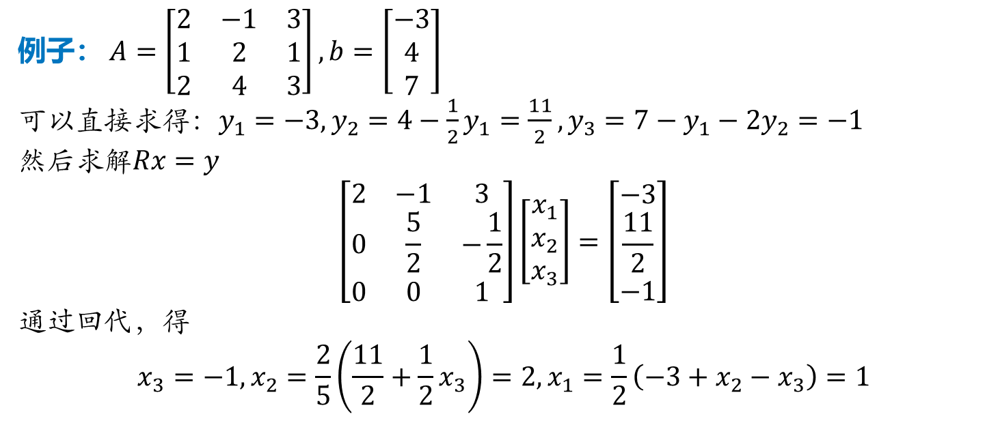 例子： $A = \begin{bmatrix} 2 & -1 & 3 \\ 1 & 2 & 1 \\ 2 & 4 & 3 \end{bmatrix}, b = \begin{bmatrix} -3 \\ 4 \\ 7 \end{bmatrix}$
可以直接求得：$y_1 = -3, y_2 = 4 - \frac{1}{2} y_1 = \frac{11}{2}, y_3 = 7 - y_1 - 2y_2 = -1$
然后求解$Rx = y$
$\begin{bmatrix} 2 & -1 & 3 \\ 0 & \frac{5}{2} & -\frac{1}{2} \\ 0 & 0 & 1 \end{bmatrix} \begin{bmatrix} x_1 \\ x_2 \\ x_3 \end{bmatrix} = \begin{bmatrix} -3 \\ \frac{11}{2} \\ -1 \end{bmatrix}$
通过回代，得
$x_3 = -1, x_2 = \frac{2}{5} \left( \frac{11}{2} + \frac{1}{2} x_3 \right) = 2, x_1 = \frac{1}{2} (-3 + x_2 - x_3) = 1$